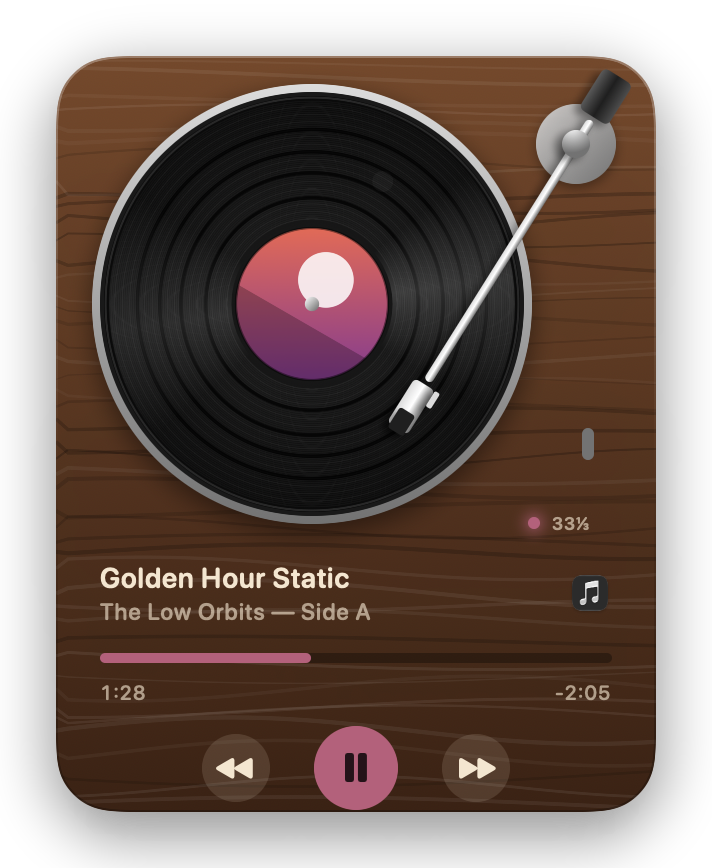 33⅓
Golden Hour Static
The Low Orbits — Side A
1:28
-2:05